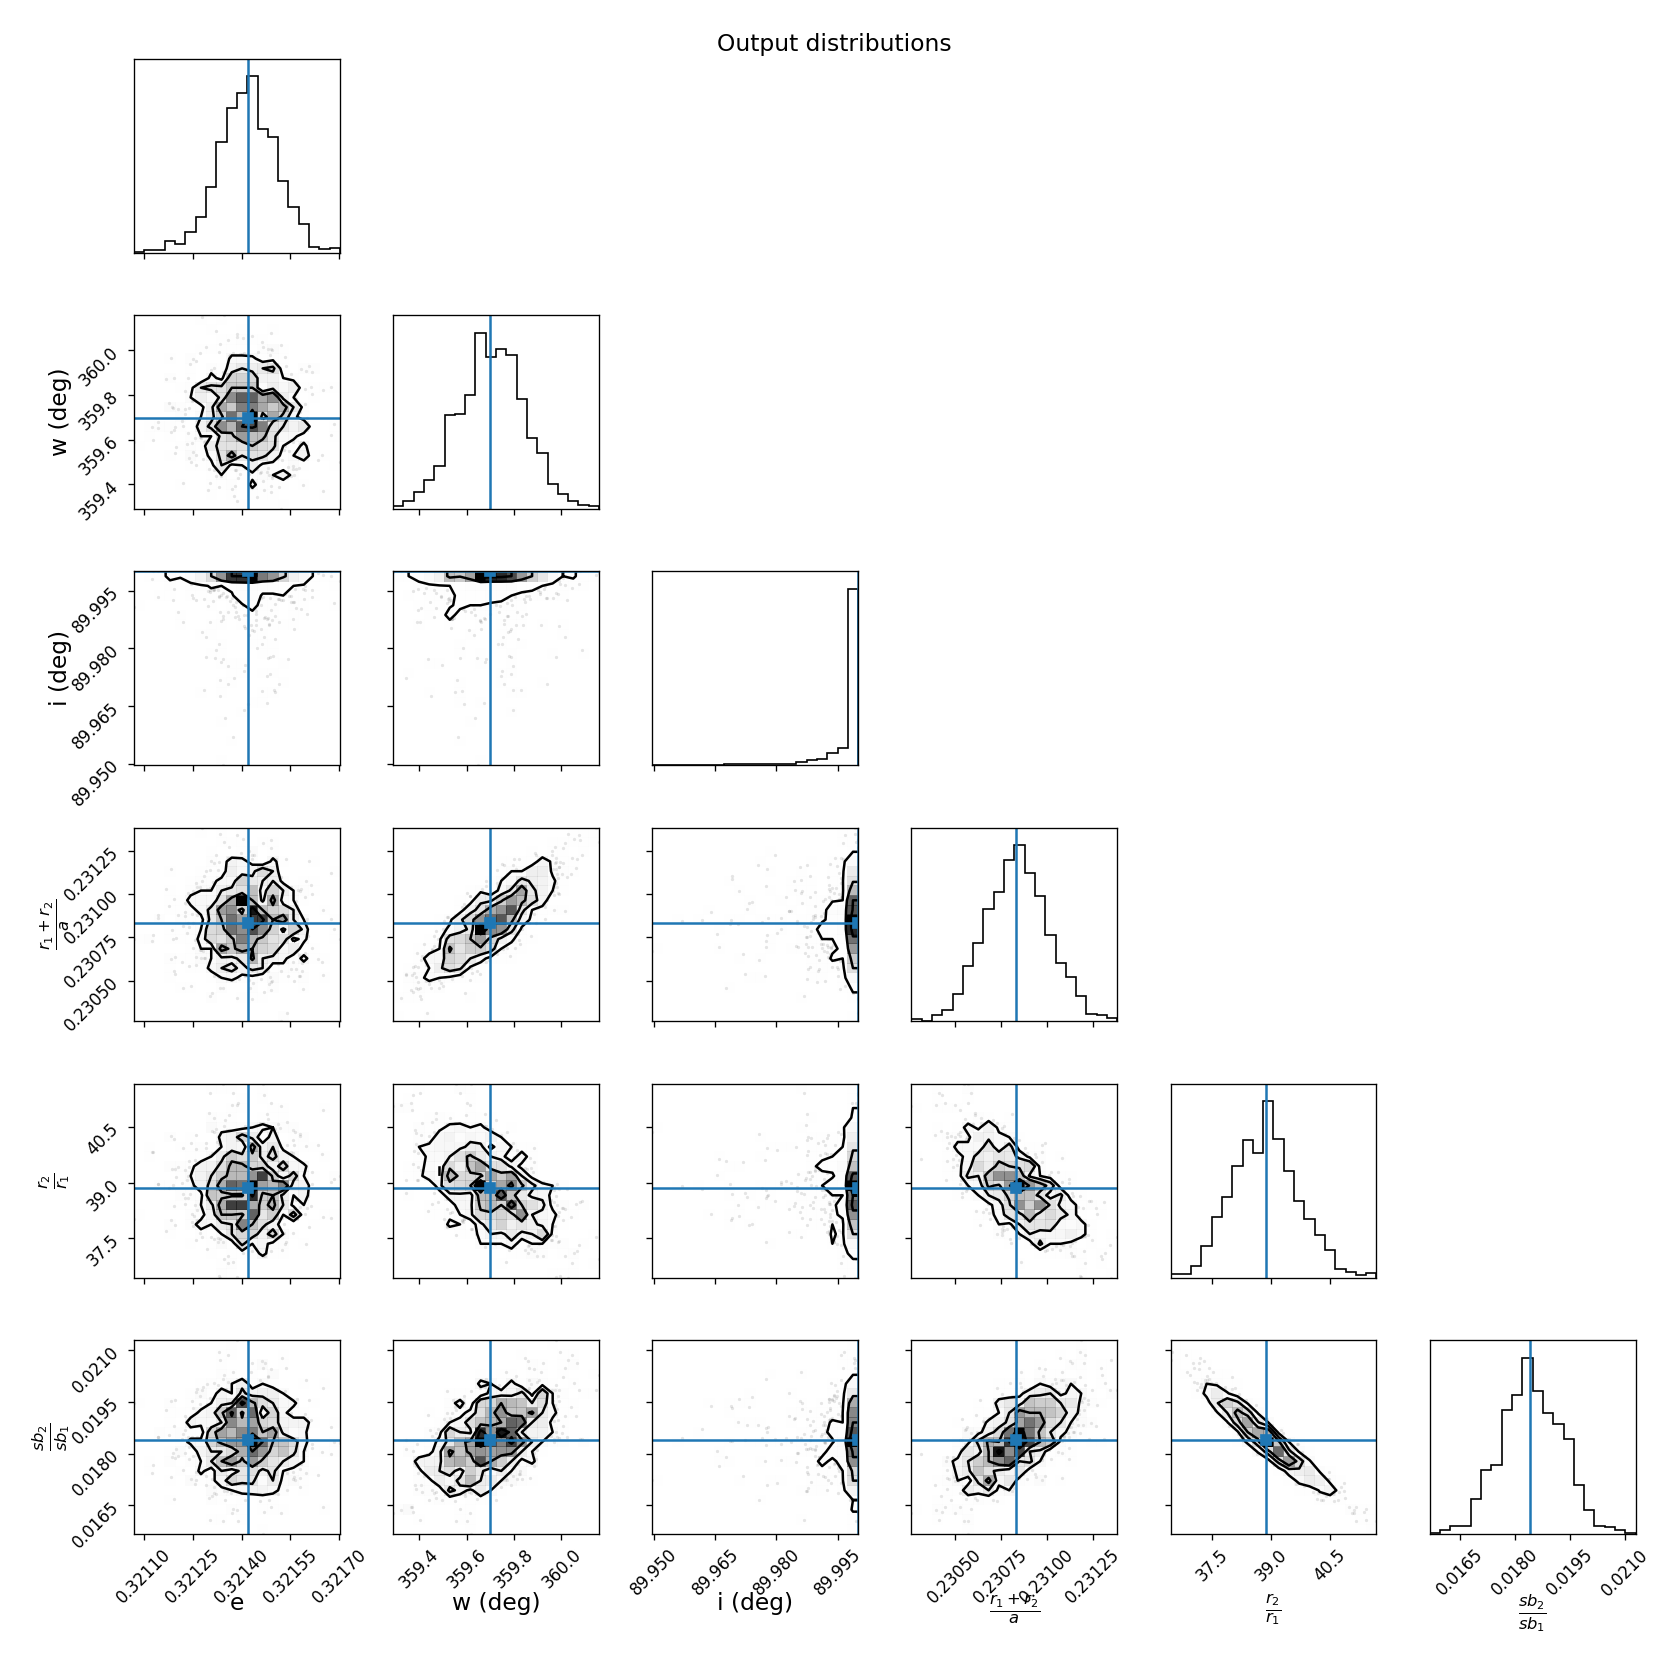 Output distributions
w (deg)
360.0
359.8
359.6
359.4
i (deg)
89.995
89.980
89.965
89.950
r₁ + r₂
a
0.23125
0.23100
0.23075
0.23050
r₂
r₁
40.5
39.0
37.5
sb₂
sb₁
0.0210
0.0195
0.0180
0.0165
0.32110 0.32125 0.32140 0.32155 0.32170
359.4 359.6 359.8 360.0
89.950 89.965 89.980 89.995
0.23050 0.23075 0.23100 0.23125
37.5 39.0 40.5
0.0165 0.0180 0.0195 0.0210
e
w (deg)
i (deg)
r₁ + r₂
a
r₂
r₁
sb₂
sb₁